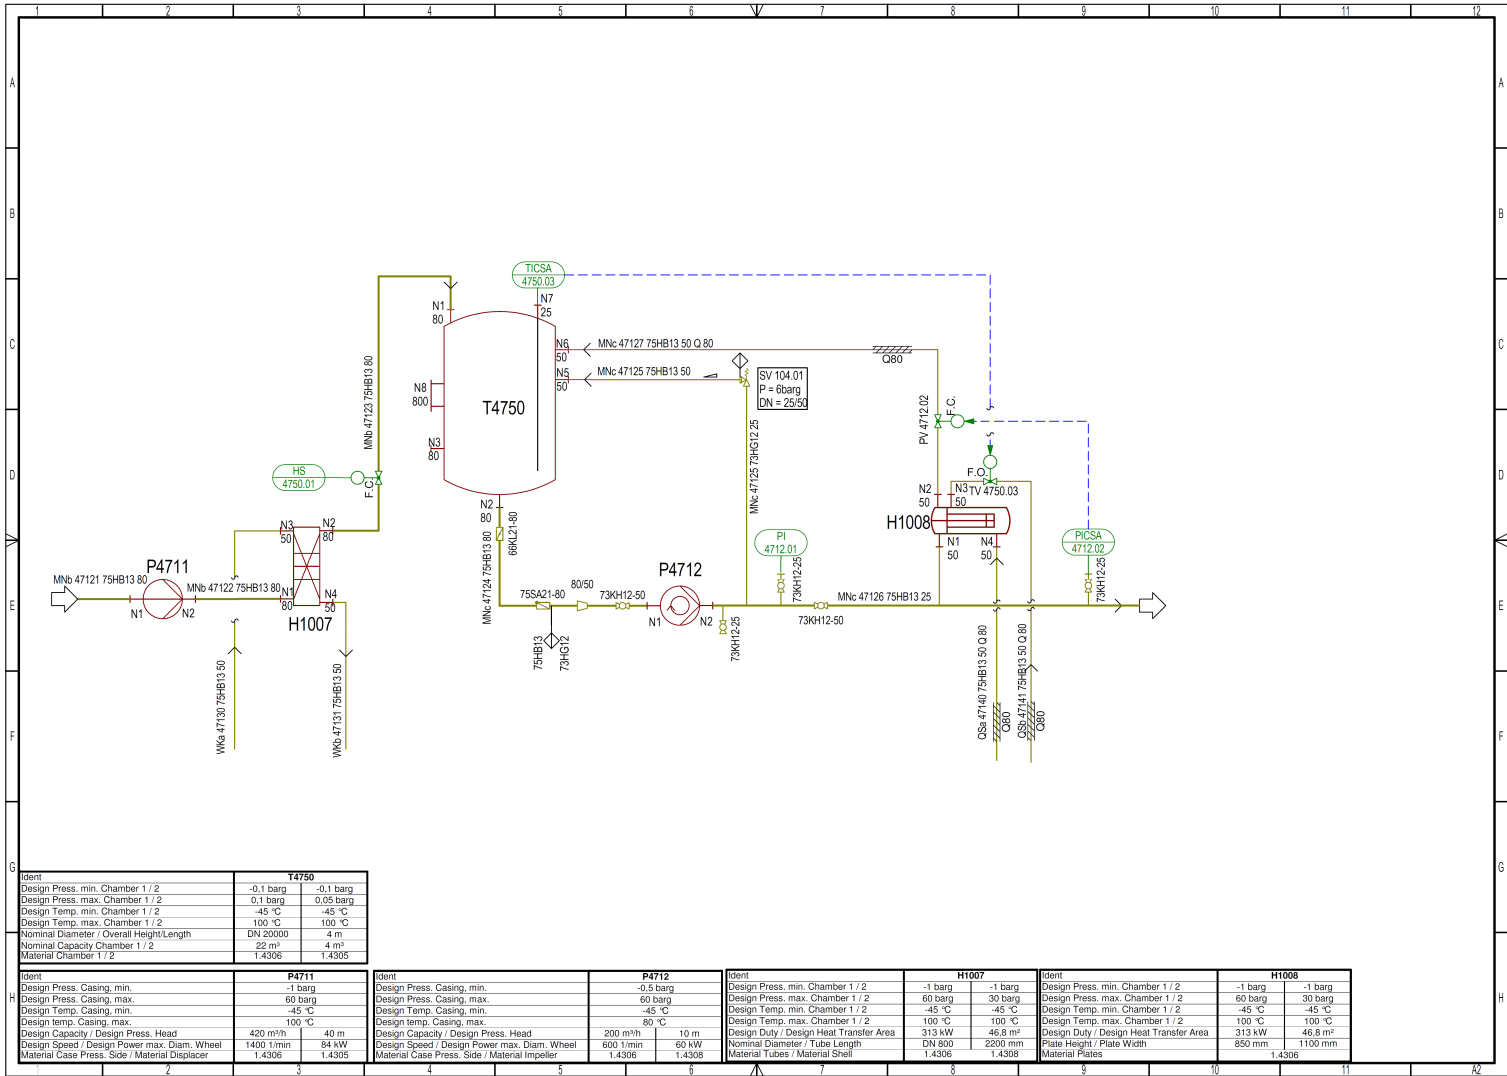 1 2 3 4 5 6 7 8 9 10 11 12
A A
B B
C C
D D
E E
F F
G G
H H
1 2 3 4 5 6 7 8 9 10 11 A2
TICSA
4750.03
N7
25
N1
80
N6
50
MNc 47127 75HB13 50 Q 80
Q80
N5
50
MNc 47125 75HB13 50
SV 104.01
P = 6barg
DN = 25/50
N8
800
T4750
N3
80
MNb 47123 75HB13 80
HS
4750.01
F.C.
PV 4712.02
F.C.
F.O.
TV 4750.03
MNc 47125 73HG12 25
N2
80
66KL21-80
MNc 47124 75HB13 80
N2
50
N3
50
H1008
N1
50
N4
50
PI
4712.01
73KH12-25
PICSA
4712.02
73KH12-25
N3
50
N2
80
N1
80
N4
50
H1007
P4711
MNb 47121 75HB13 80
MNb 47122 75HB13 80
N1
N2
75SA21-80
80/50
73KH12-50
P4712
N1
N2
73KH12-25
73KH12-50
MNc 47126 75HB13 25
75HB13
73HG12
WKa 47130 75HB13 50
WKb 47131 75HB13 50
QSa 47140 75HB13 50 Q 80
Q80
QSb 47141 75HB13 50 Q 80
Q80
Ident T4750
Design Press. min. Chamber 1 / 2 -0,1 barg -0,1 barg
Design Press. max. Chamber 1 / 2 0,1 barg 0,05 barg
Design Temp. min. Chamber 1 / 2 -45 °C -45 °C
Design Temp. max. Chamber 1 / 2 100 °C 100 °C
Nominal Diameter / Overall Height/Length DN 20000 4 m
Nominal Capacity Chamber 1 / 2 22 m³ 4 m³
Material Chamber 1 / 2 1.4306 1.4305
Ident P4711
Design Press. Casing, min. -1 barg
Design Press. Casing, max. 60 barg
Design Temp. Casing, min. -45 °C
Design temp. Casing, max. 100 °C
Design Capacity / Design Press. Head 420 m³/h 40 m
Design Speed / Design Power max. Diam. Wheel 1400 1/min 84 kW
Material Case Press. Side / Material Displacer 1.4306 1.4305
Ident P4712
Design Press. Casing, min. -0,5 barg
Design Press. Casing, max. 60 barg
Design Temp. Casing, min. -45 °C
Design temp. Casing, max. 80 °C
Design Capacity / Design Press. Head 200 m³/h 10 m
Design Speed / Design Power max. Diam. Wheel 600 1/min 60 kW
Material Case Press. Side / Material Impeller 1.4306 1.4308
Ident H1007
Design Press. min. Chamber 1 / 2 -1 barg -1 barg
Design Press. max. Chamber 1 / 2 60 barg 30 barg
Design Temp. min. Chamber 1 / 2 -45 °C -45 °C
Design Temp. max. Chamber 1 / 2 100 °C 100 °C
Design Duty / Design Heat Transfer Area 313 kW 46,8 m²
Nominal Diameter / Tube Length DN 800 2200 mm
Material Tubes / Material Shell 1.4306 1.4308
Ident H1008
Design Press. min. Chamber 1 / 2 -1 barg -1 barg
Design Press. max. Chamber 1 / 2 60 barg 30 barg
Design Temp. min. Chamber 1 / 2 -45 °C -45 °C
Design Temp. max. Chamber 1 / 2 100 °C 100 °C
Design Duty / Design Heat Transfer Area 313 kW 46,8 m²
Plate Height / Plate Width 850 mm 1100 mm
Material Plates 1.4306